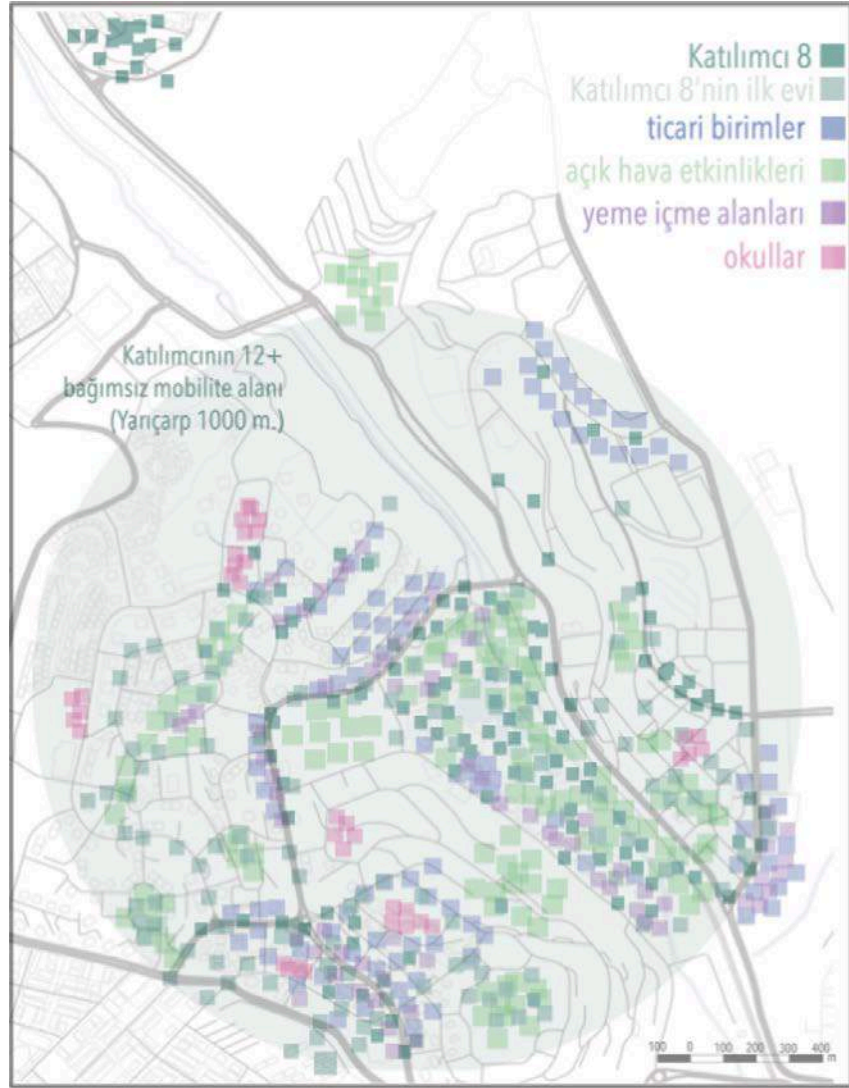 Katılımcı 8
Katılımcı 8'nin ilk evi
ticari birimler
açık hava etkinlikleri
yeme içme alanları
okullar
Katılımcının 12+
bağımsız mobilite alanı
(Yarıçarp 1000 m.)
100 0 100 200 300 400
m